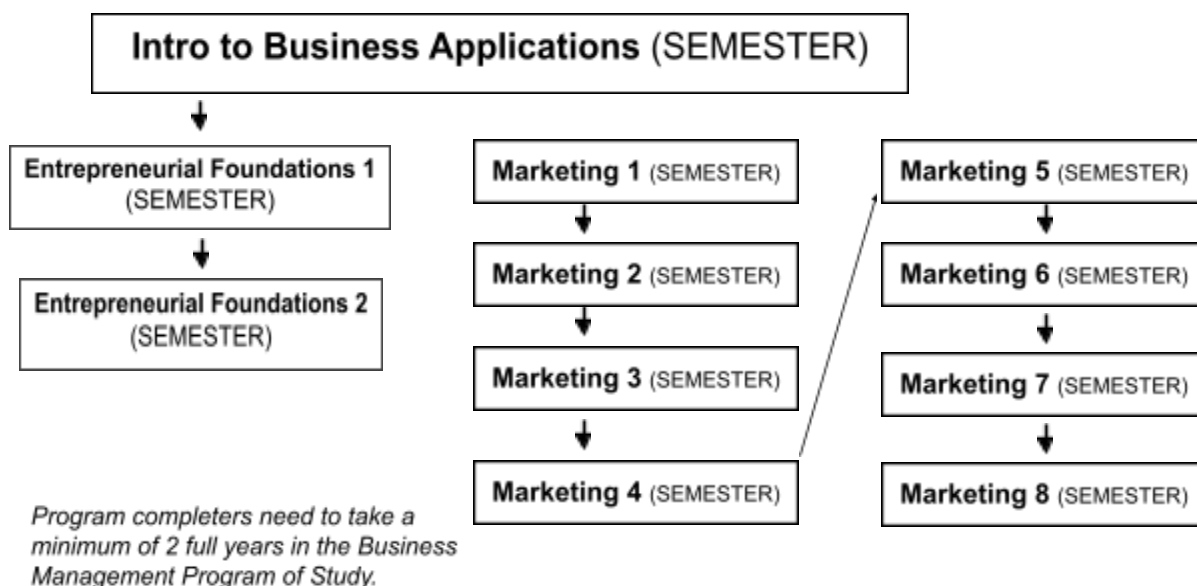 Intro to Business Applications (SEMESTER)
Entrepreneurial Foundations 1
(SEMESTER)
Entrepreneurial Foundations 2
(SEMESTER)
Marketing 1 (SEMESTER)
Marketing 2 (SEMESTER)
Marketing 3 (SEMESTER)
Marketing 4 (SEMESTER)
Marketing 5 (SEMESTER)
Marketing 6 (SEMESTER)
Marketing 7 (SEMESTER)
Marketing 8 (SEMESTER)
Program completers need to take a
minimum of 2 full years in the Business
Management Program of Study.